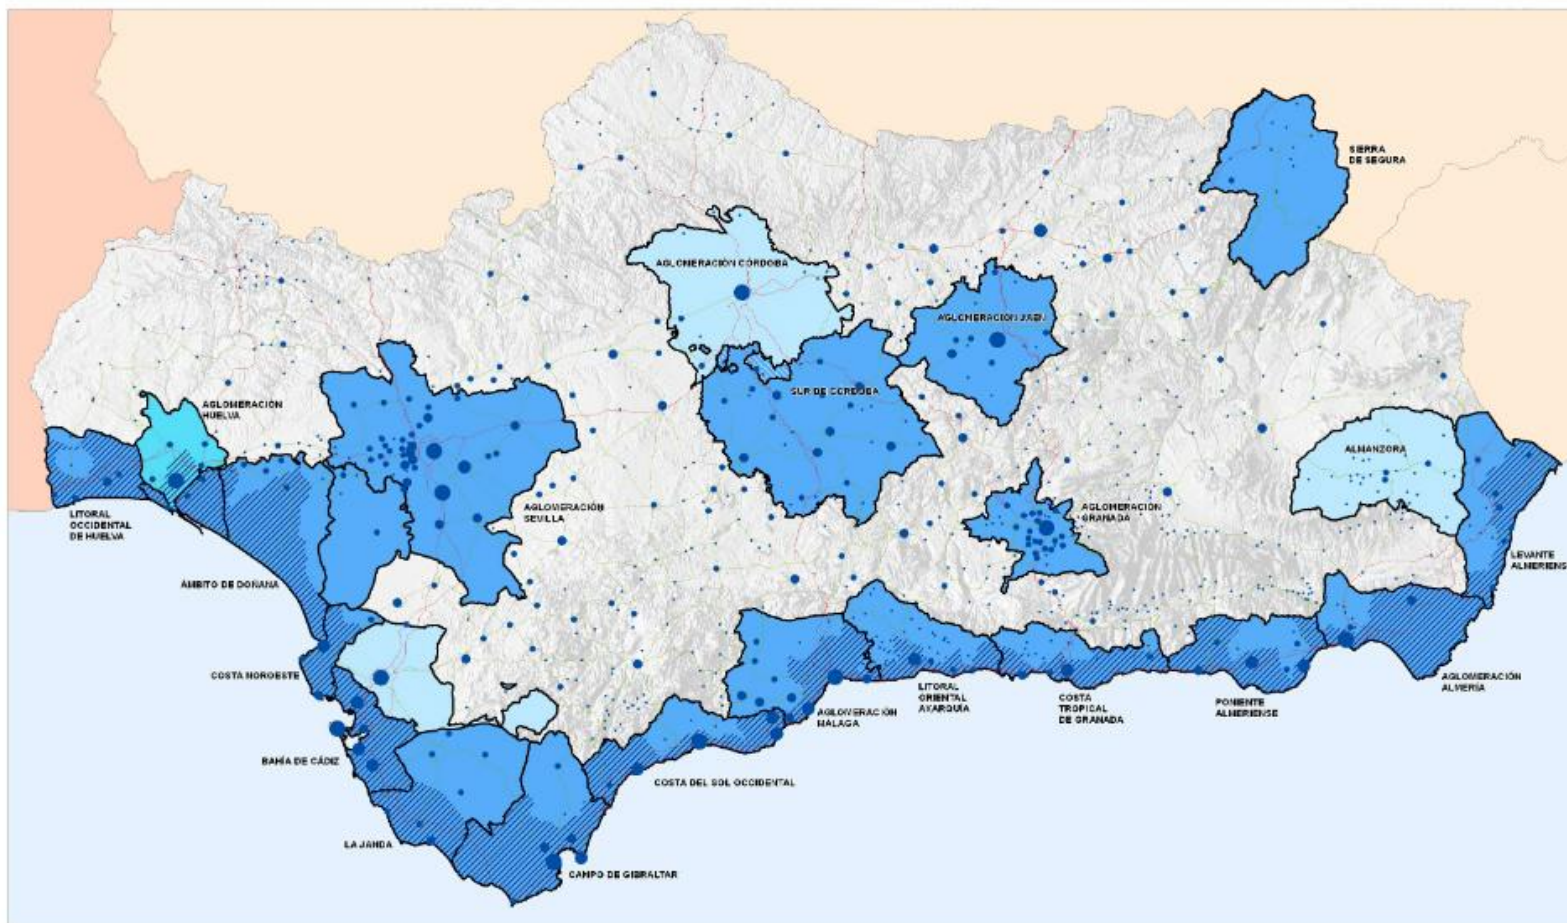 SIERRA
DE SEGURA
AGLOMERACIÓN CÓRDOBA
AGLOMERACIÓN JAÉN
SUR DE CÓRDOBA
AGLOMERACIÓN
HUELVA
ALMANZORA
LITORAL
OCCIDENTAL
DE HUELVA
AGLOMERACIÓN
SEVILLA
AGLOMERACIÓN
GRANADA
LEVANTE
ALMERIENS
ÁMBITO DE DOÑANA
COSTA NOROESTE
AGLOMERACIÓN
ALMERÍA
LITORAL
ORIENTAL
AXARQUÍA
COSTA
TROPICAL
DE GRANADA
PONIENTE
ALMERIENSE
AGLOMERACIÓN
MÁLAGA
BAHÍA DE CÁDIZ
COSTA DEL SOL OCCIDENTAL
LA JANDA
CAMPO DE GIBRALTAR